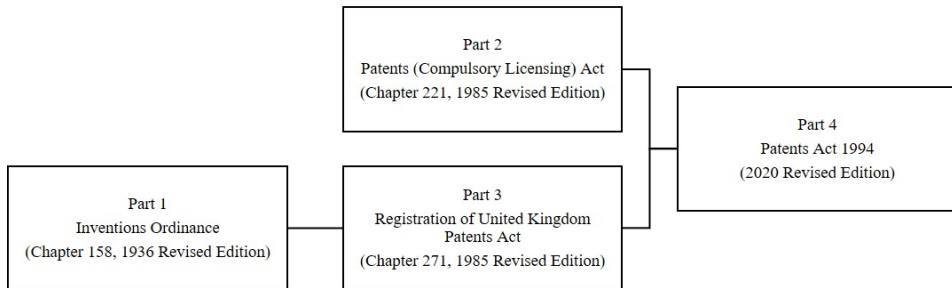 Part 2
Patents (Compulsory Licensing) Act
(Chapter 221, 1985 Revised Edition)
Part 4
Patents Act 1994
(2020 Revised Edition)
Part 1
Inventions Ordinance
(Chapter 158, 1936 Revised Edition)
Part 3
Registration of United Kingdom
Patents Act
(Chapter 271, 1985 Revised Edition)